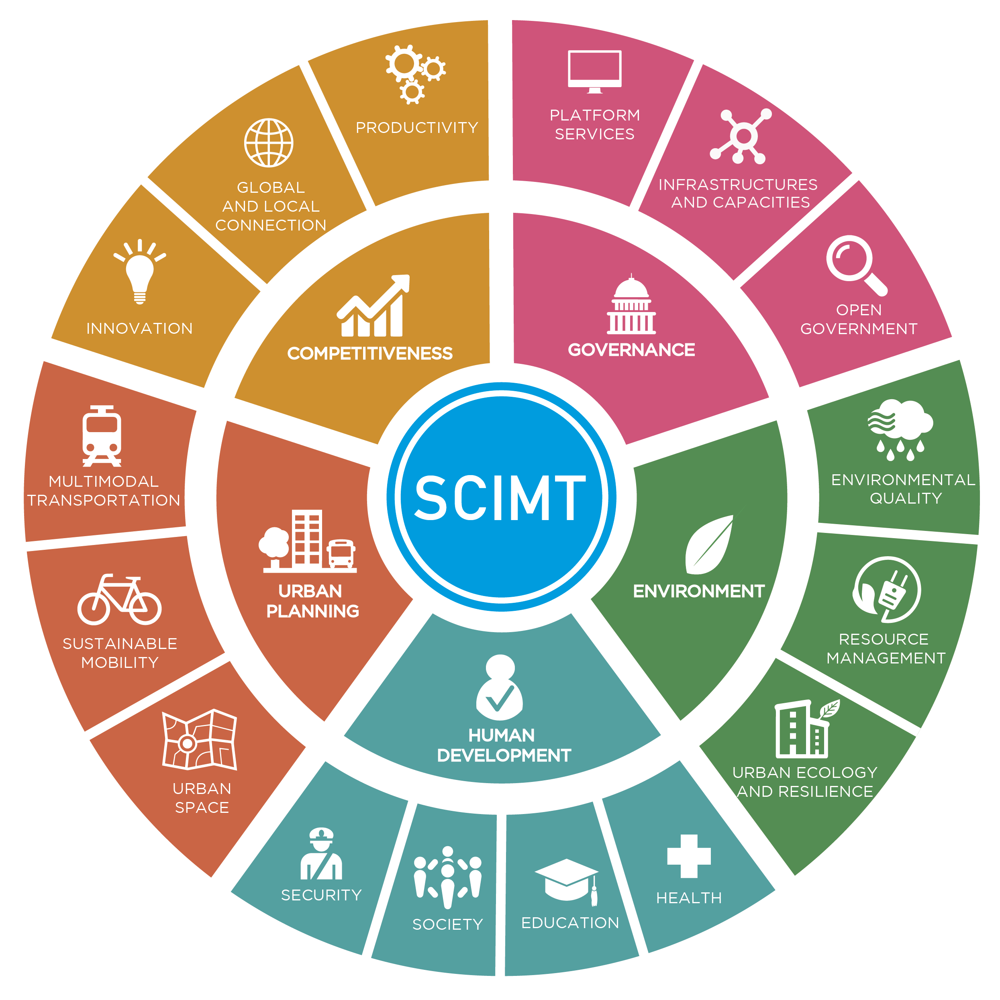 PRODUCTIVITY
PLATFORM
SERVICES
GLOBAL
AND LOCAL
CONNECTION
INFRASTRUCTURES
AND CAPACITIES
INNOVATION
OPEN
GOVERNMENT
COMPETITIVENESS
GOVERNANCE
MULTIMODAL
TRANSPORTATION
SCIMT
ENVIRONMENTAL
QUALITY
URBAN
PLANNING
ENVIRONMENT
SUSTAINABLE
MOBILITY
RESOURCE
MANAGEMENT
HUMAN
DEVELOPMENT
URBAN
SPACE
URBAN ECOLOGY
AND RESILIENCE
SECURITY
SOCIETY
EDUCATION
HEALTH